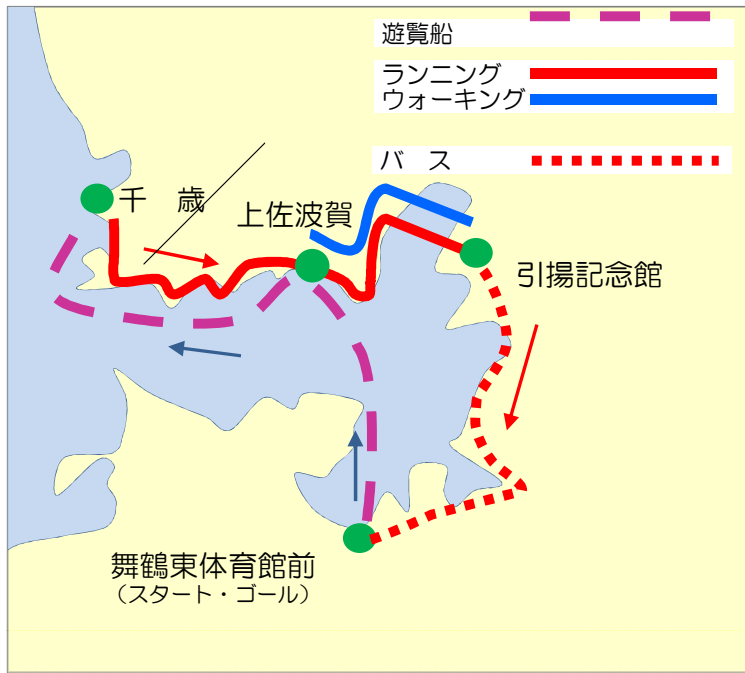 遊覧船
ランニング
ウォーキング
バス
千歳
上佐波賀
引揚記念館
舞鶴東体育館前
(スタート・ゴール)